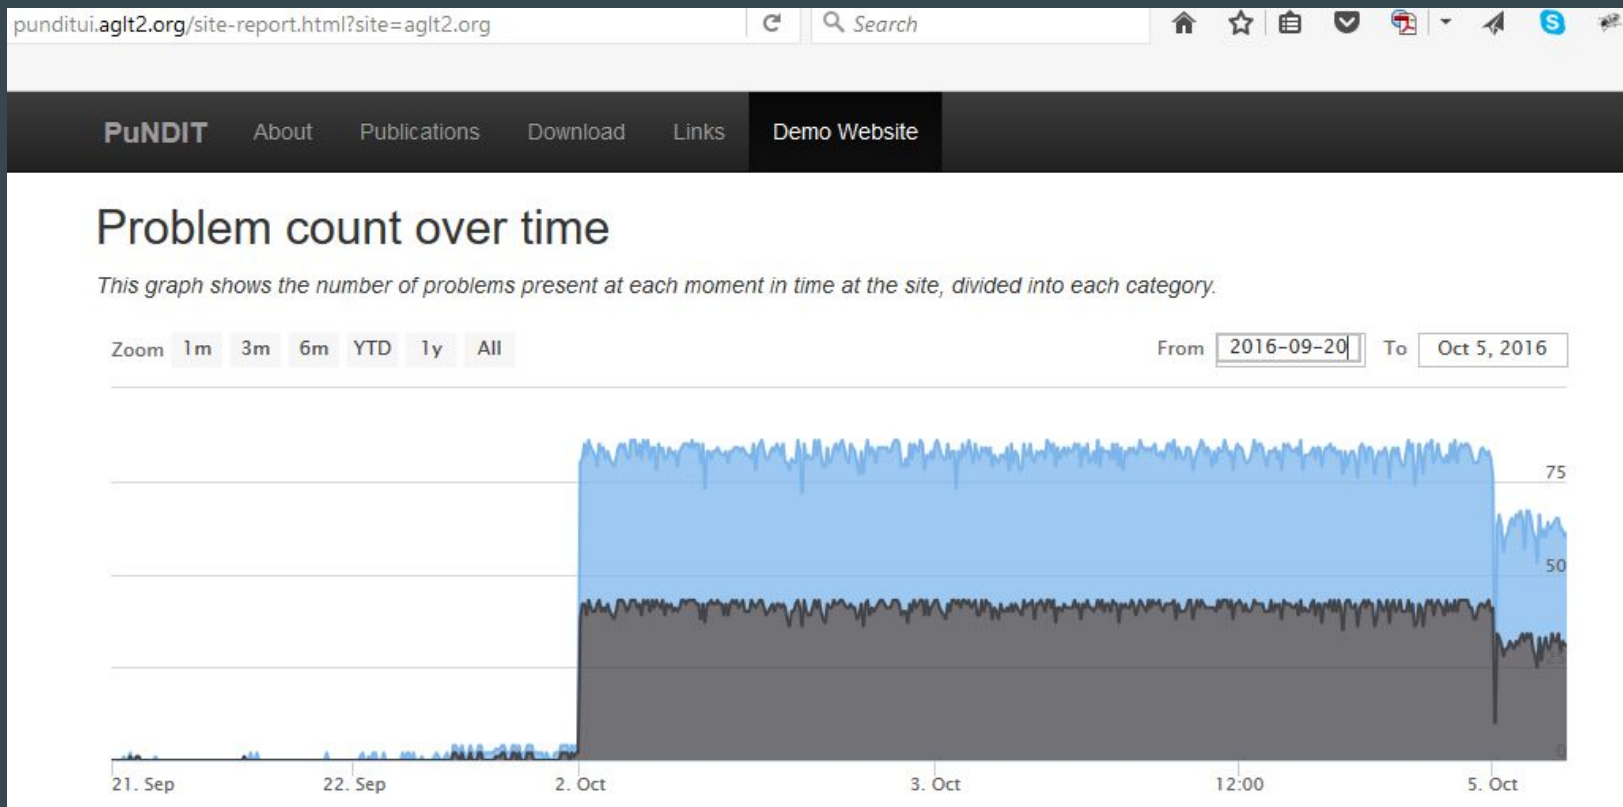 punditui.aglt2.org/site-report.html?site=aglt2.org
Search
PuNDIT About Publications Download Links Demo Website
Problem count over time
This graph shows the number of problems present at each moment in time at the site, divided into each category.
Zoom 1m 3m 6m YTD 1y All From 2016-09-20 To Oct 5, 2016
75
50
25
0
21. Sep 22. Sep 2. Oct 3. Oct 12:00 5. Oct